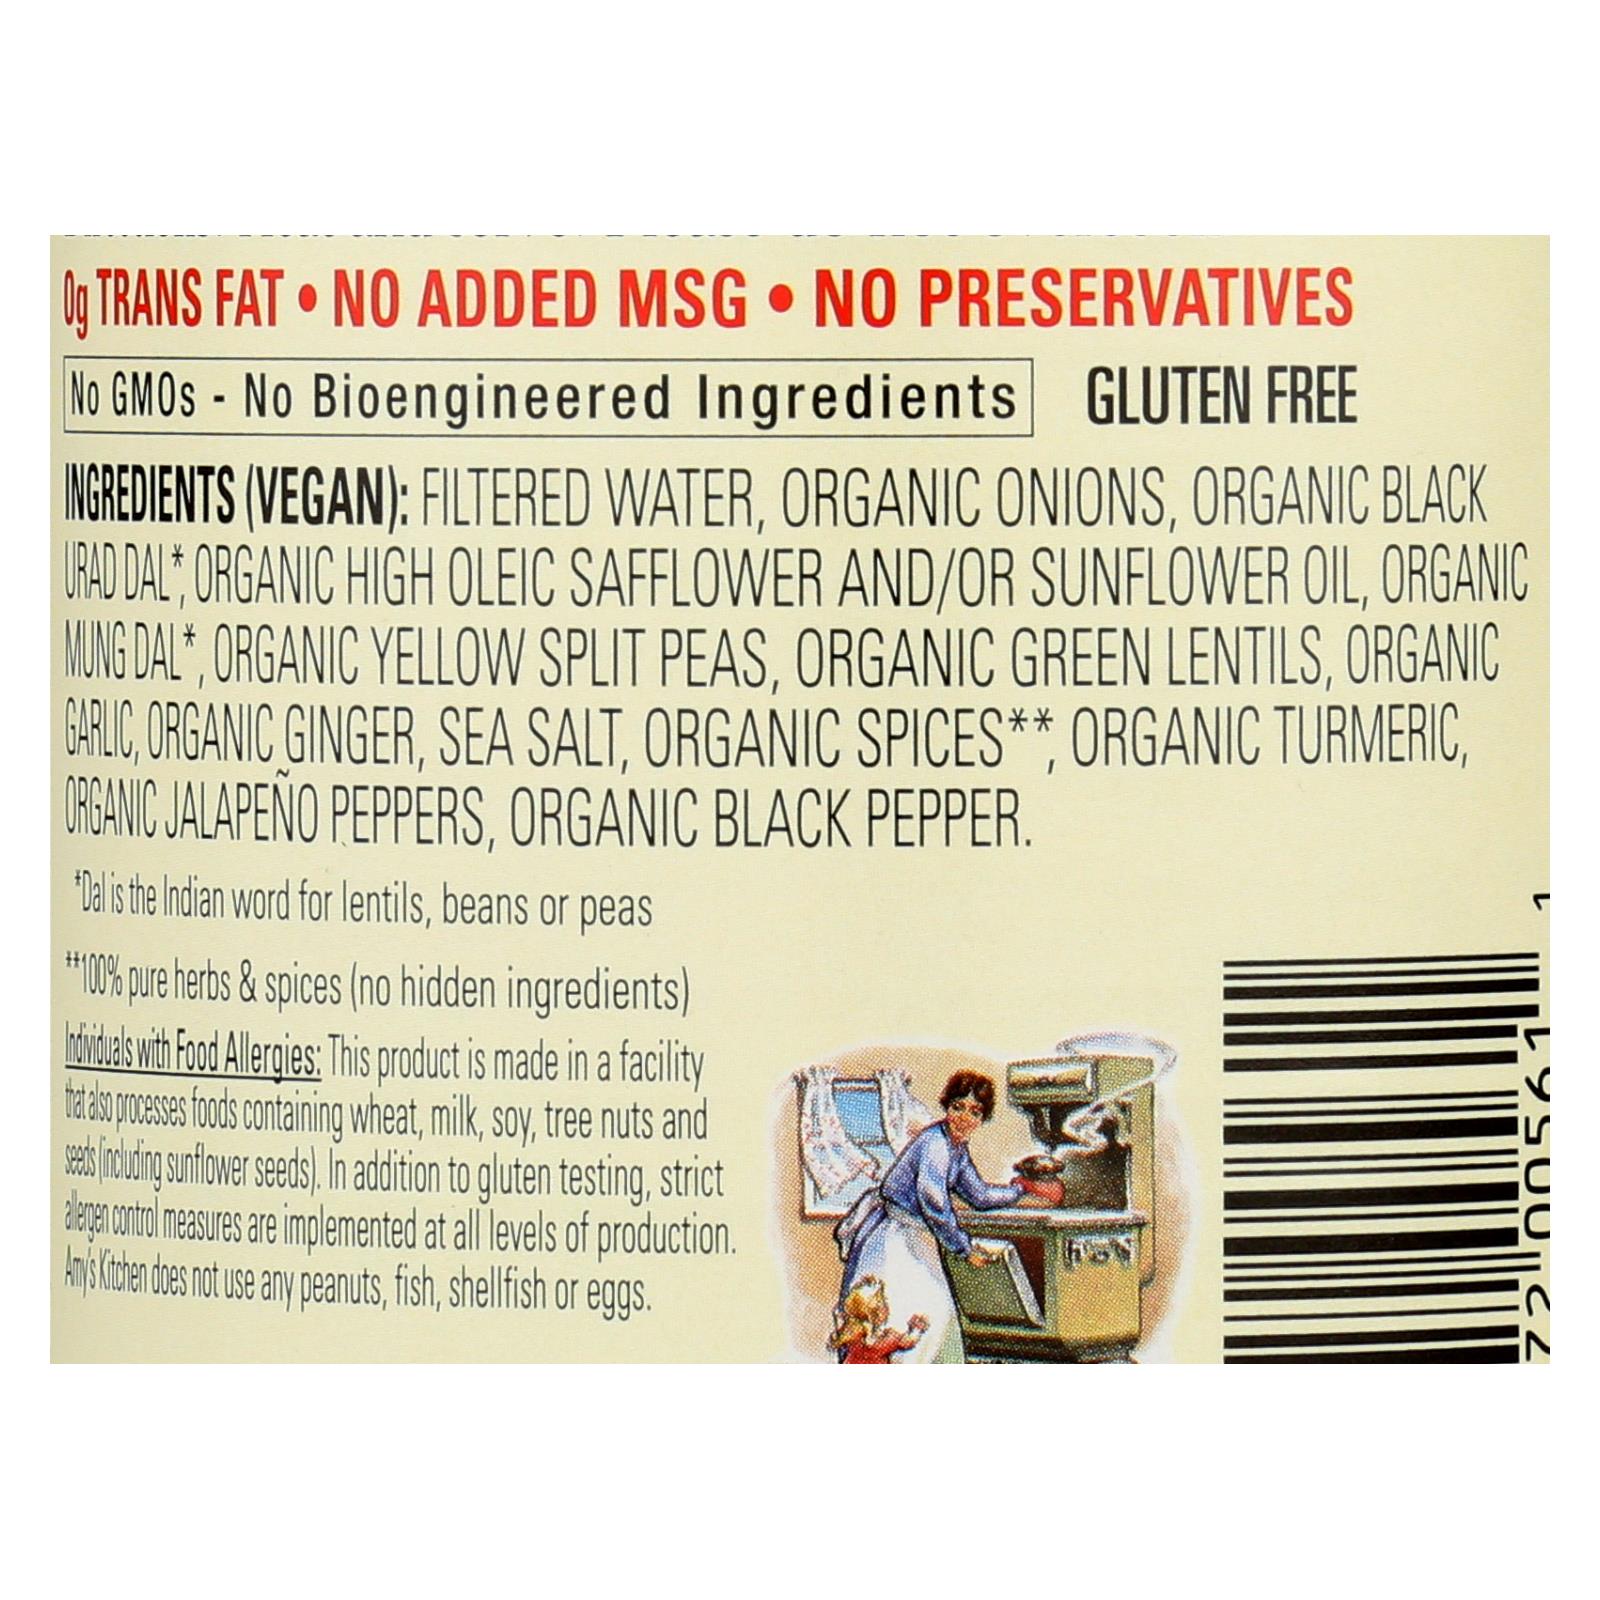 0g TRANS FAT • NO ADDED MSG • NO PRESERVATIVES
No GMOs - No Bioengineered Ingredients GLUTEN FREE
INGREDIENTS (VEGAN): FILTERED WATER, ORGANIC ONIONS, ORGANIC BLACK
URAD DAL*, ORGANIC HIGH OLEIC SAFFLOWER AND/OR SUNFLOWER OIL, ORGANIC
MUNG DAL*, ORGANIC YELLOW SPLIT PEAS, ORGANIC GREEN LENTILS, ORGANIC
GARLIC, ORGANIC GINGER, SEA SALT, ORGANIC SPICES**, ORGANIC TURMERIC,
ORGANIC JALAPEÑO PEPPERS, ORGANIC BLACK PEPPER.
*Dal is the Indian word for lentils, beans or peas
**100% pure herbs & spices (no hidden ingredients)
Individuals with Food Allergies: This product is made in a facility
that also processes foods containing wheat, milk, soy, tree nuts and
seeds (including sunflower seeds). In addition to gluten testing, strict
allergen control measures are implemented at all levels of production.
Amy's Kitchen does not use any peanuts, fish, shellfish or eggs.
72 00561 1